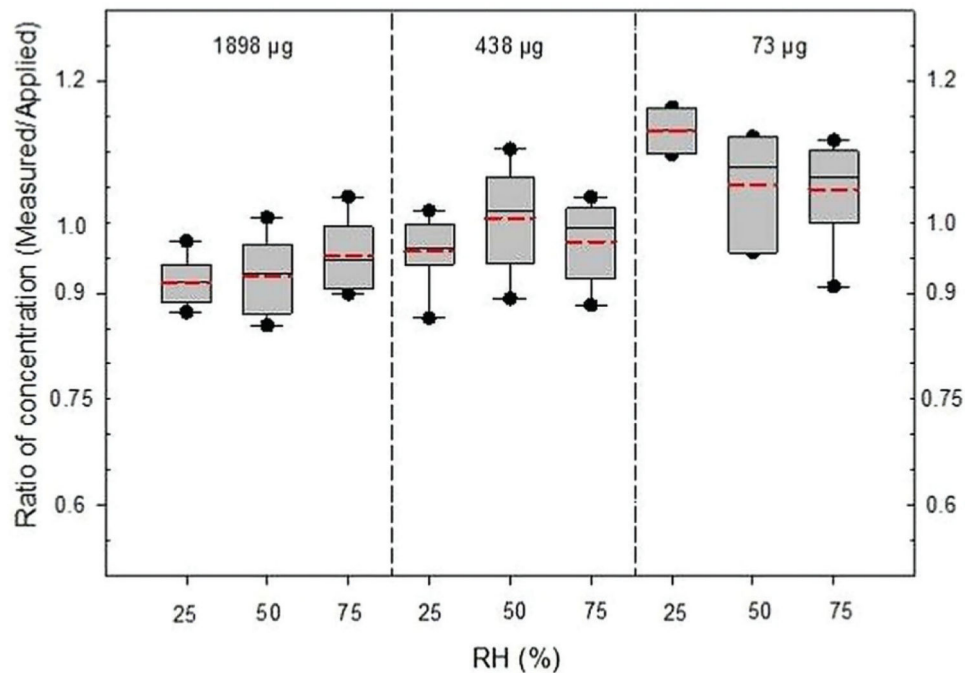 1898 µg 438 µg 73 µg
Ratio of concentration (Measured/Applied)
1.2 1.2
1.0 1.0
0.9 0.9
0.75 0.75
0.6 0.6
25 50 75 25 50 75 25 50 75
RH (%)